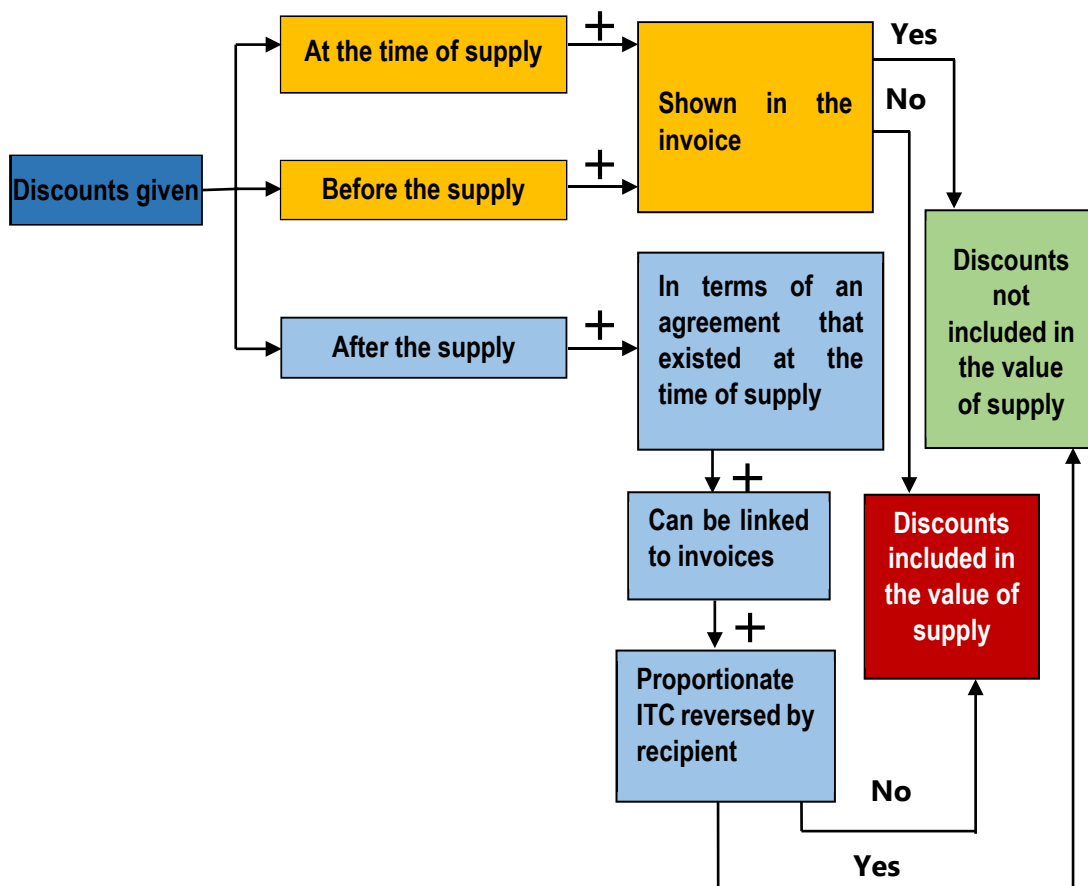 At the time of supply
+
Yes
No
Shown in the
invoice
Discounts given
Before the supply
+
Discounts
not
included in
the value
of supply
After the supply
+
In terms of an
agreement that
existed at the
time of supply
+
Can be linked
to invoices
Discounts
included in
the value of
supply
+
Proportionate
ITC reversed by
recipient
No
Yes